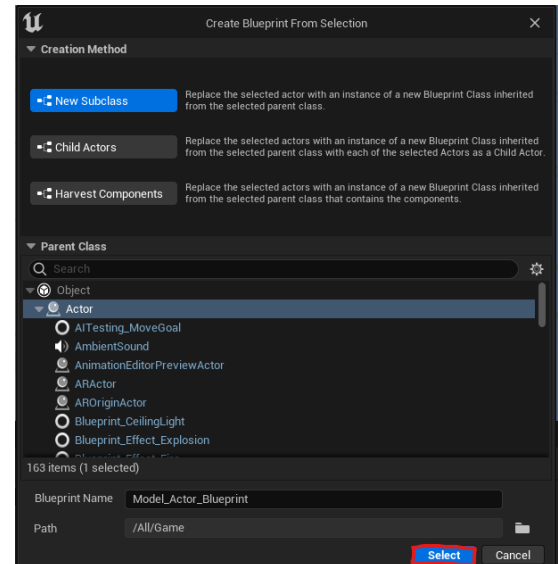 Create Blueprint From Selection
Creation Method
New Subclass
Replace the selected actor with an instance of a new Blueprint Class inherited
from the selected parent class.
Child Actors
Replace the selected actors with an instance of a new Blueprint Class inherited
from the selected parent class with each of the selected Actors as a Child Actor.
Harvest Components
Replace the selected actors with an instance of a new Blueprint Class inherited
from the selected parent class that contains the components.
Parent Class
Search
Object
Actor
AITesting_MoveGoal
AmbientSound
AnimationEditorPreviewActor
ARActor
AROriginActor
Blueprint_CeilingLight
Blueprint_Effect_Explosion
163 items (1 selected)
Blueprint Name
Model_Actor_Blueprint
Path
/All/Game
Select
Cancel